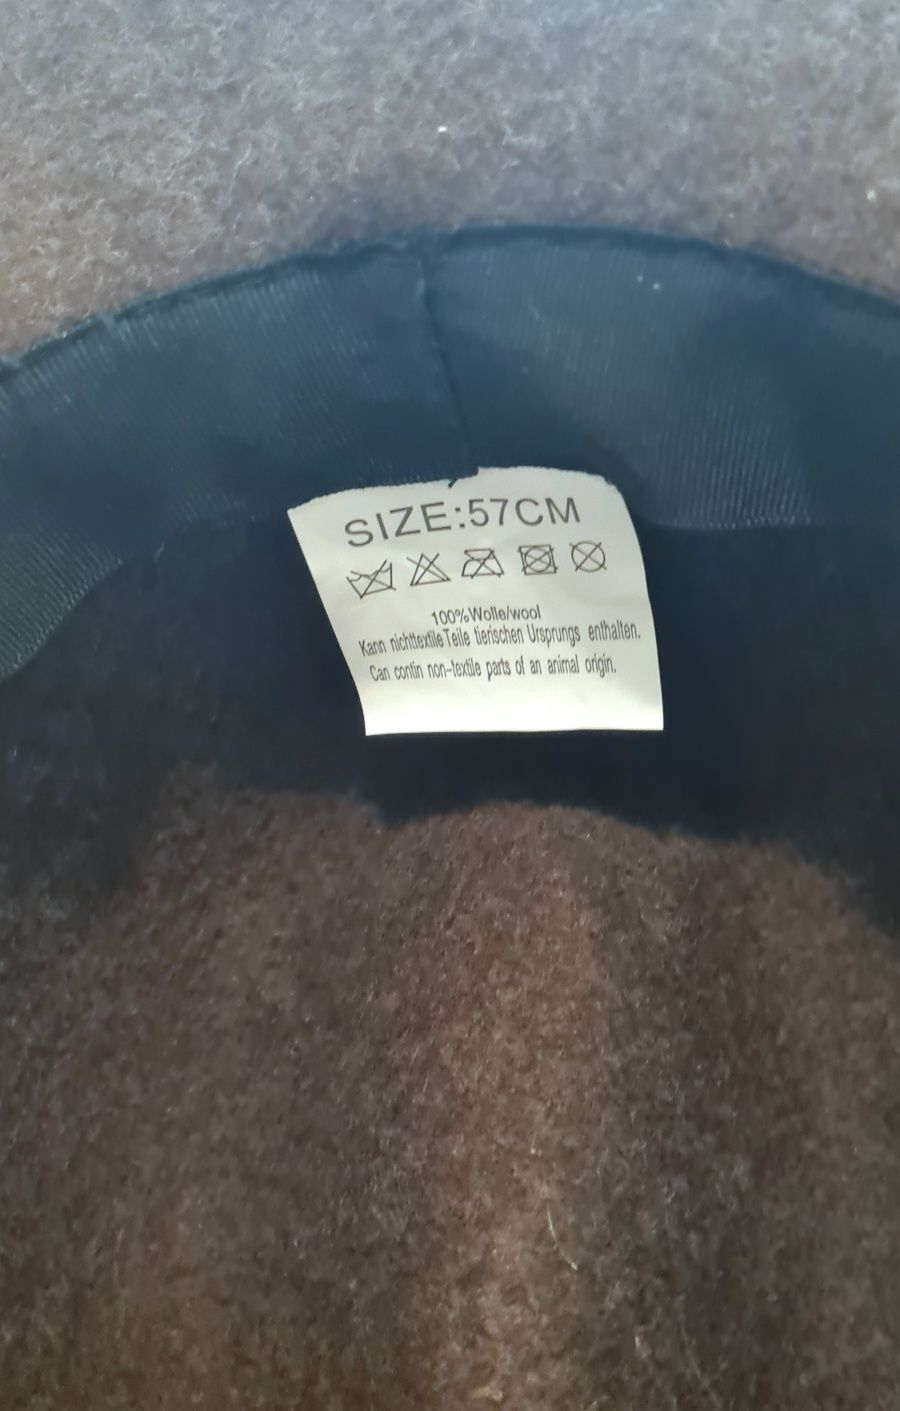 SIZE:57CM
100%Wolle/wool
Kann nichttextile Teile tierischen Ursprungs enthalten.
Can contin non-textile parts of an animal origin.